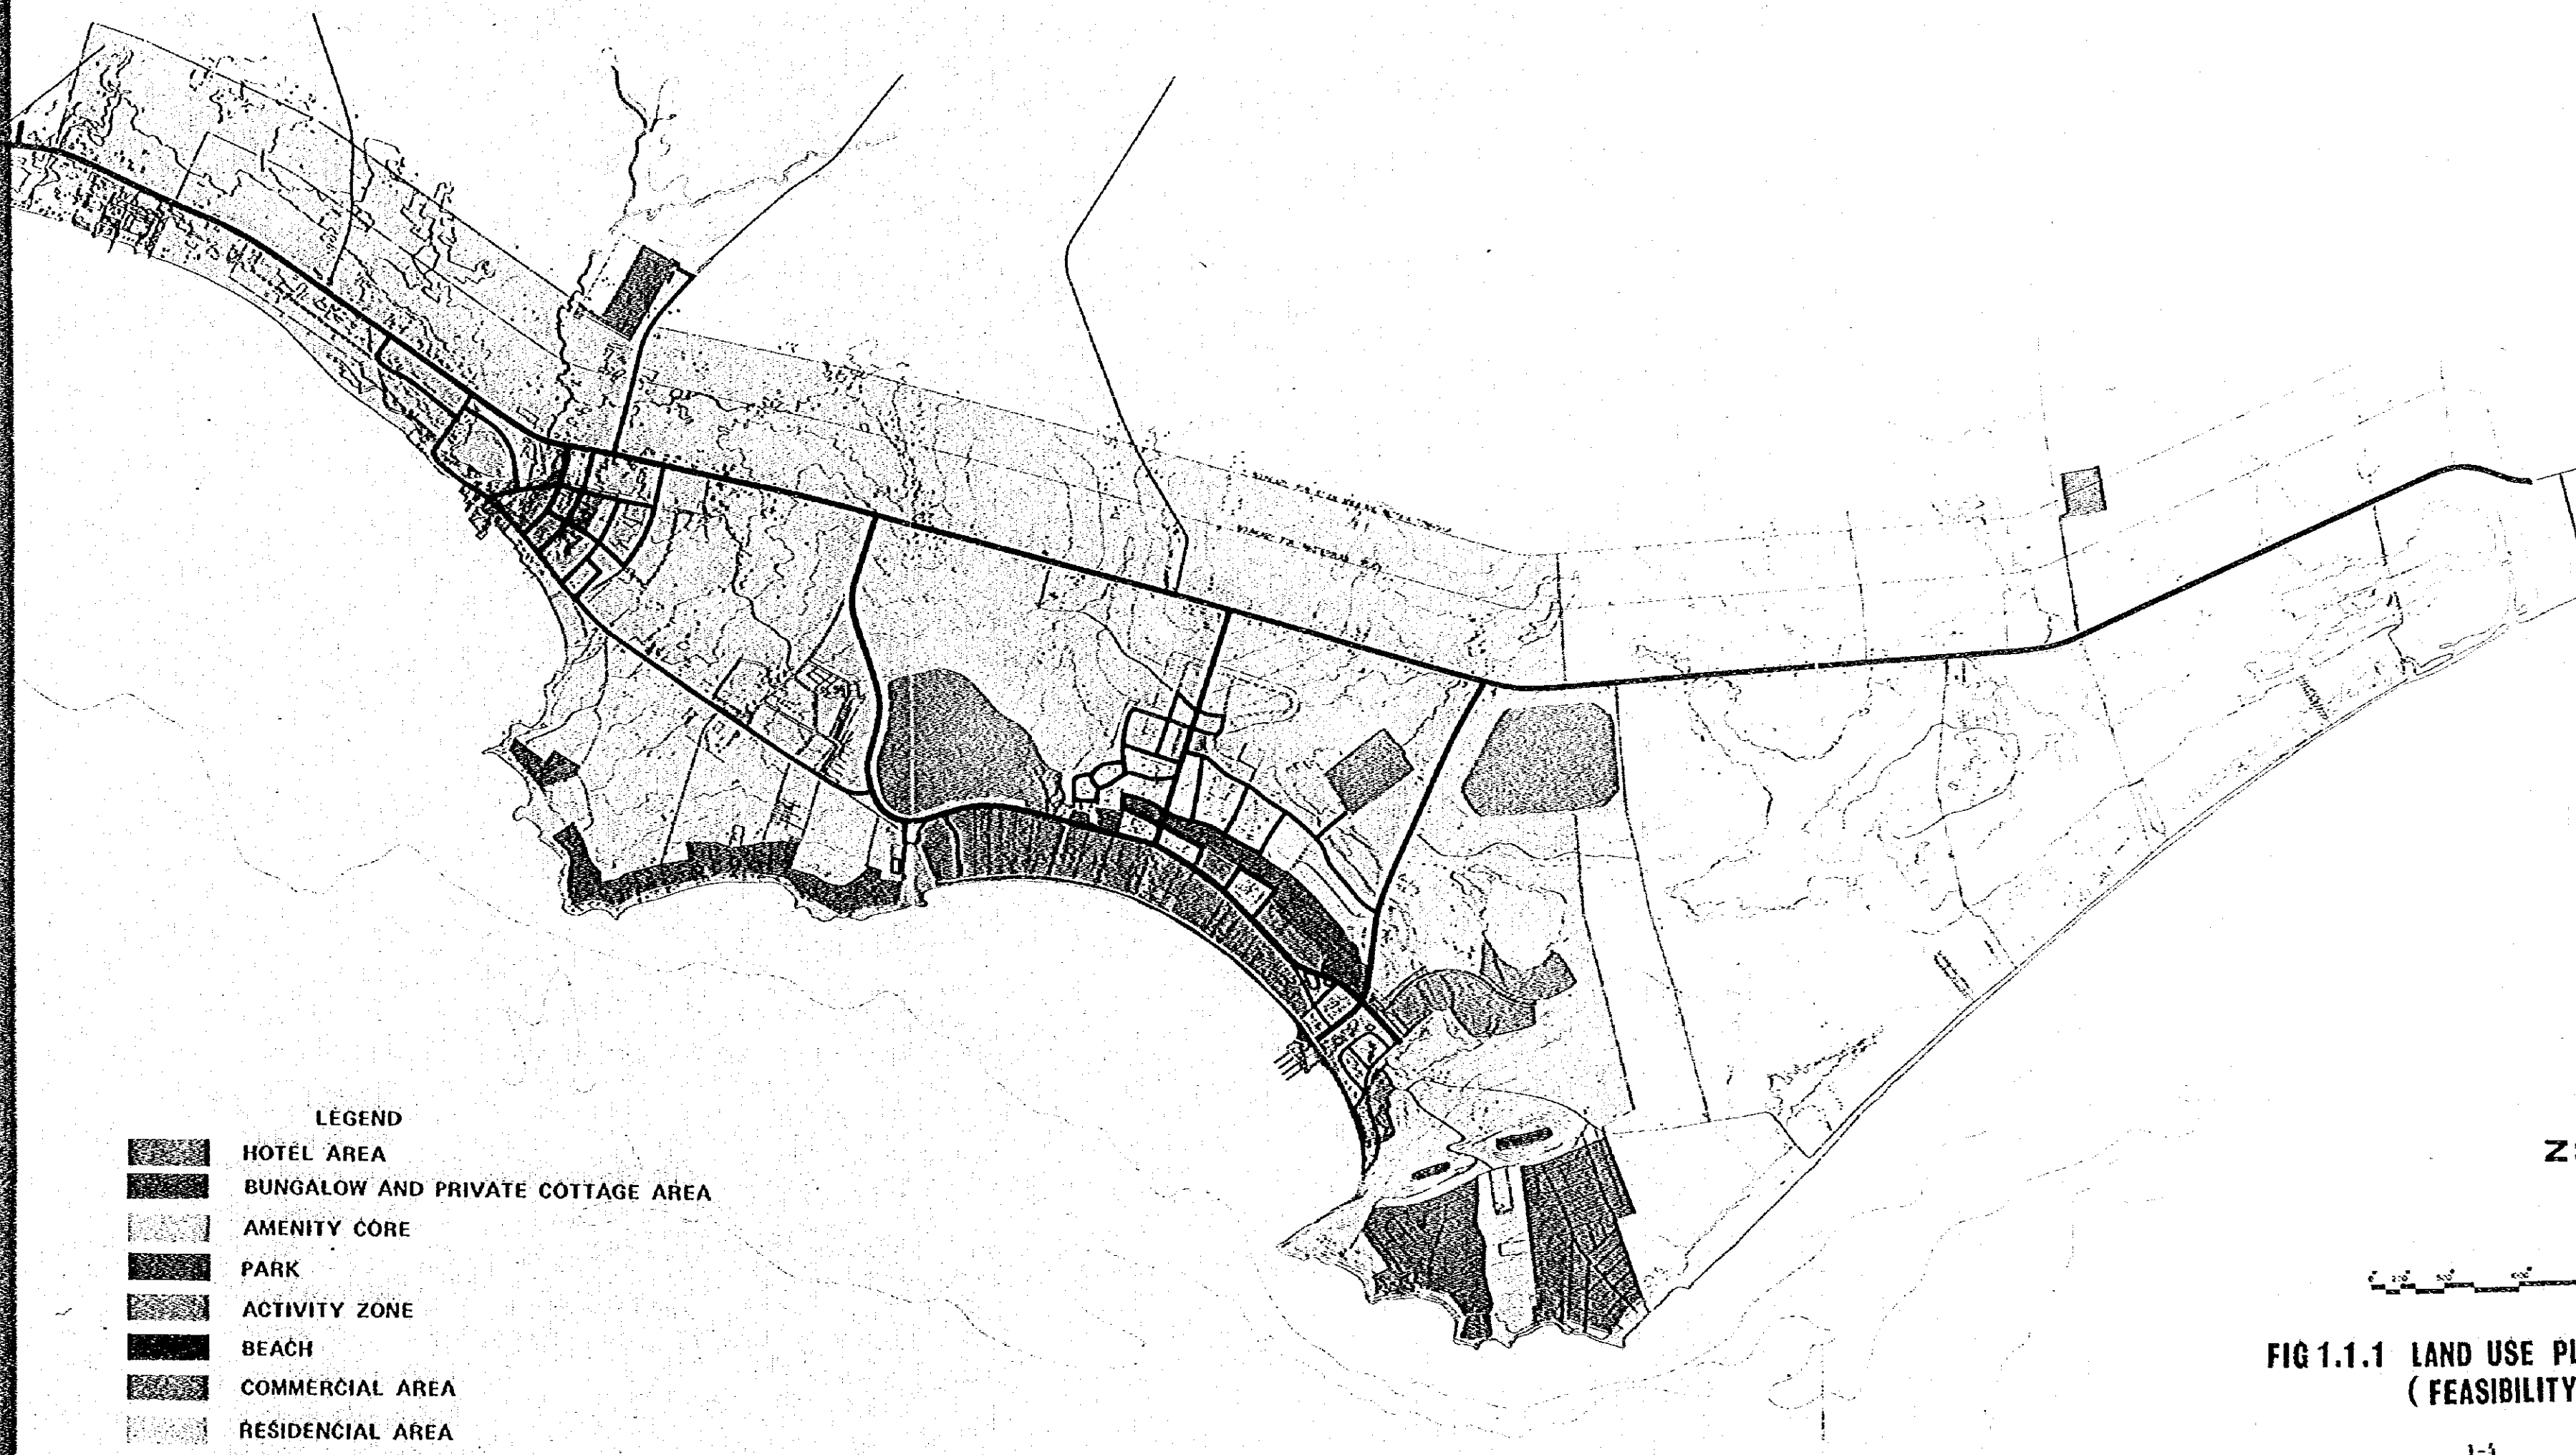 LEGEND
HOTEL AREA
BUNGALOW AND PRIVATE COTTAGE AREA
AMENITY CORE
PARK
ACTIVITY ZONE
BEACH
COMMERCIAL AREA
RESIDENCIAL AREA
Z
FIG 1.1.1 LAND USE PL
( FEASIBILITY